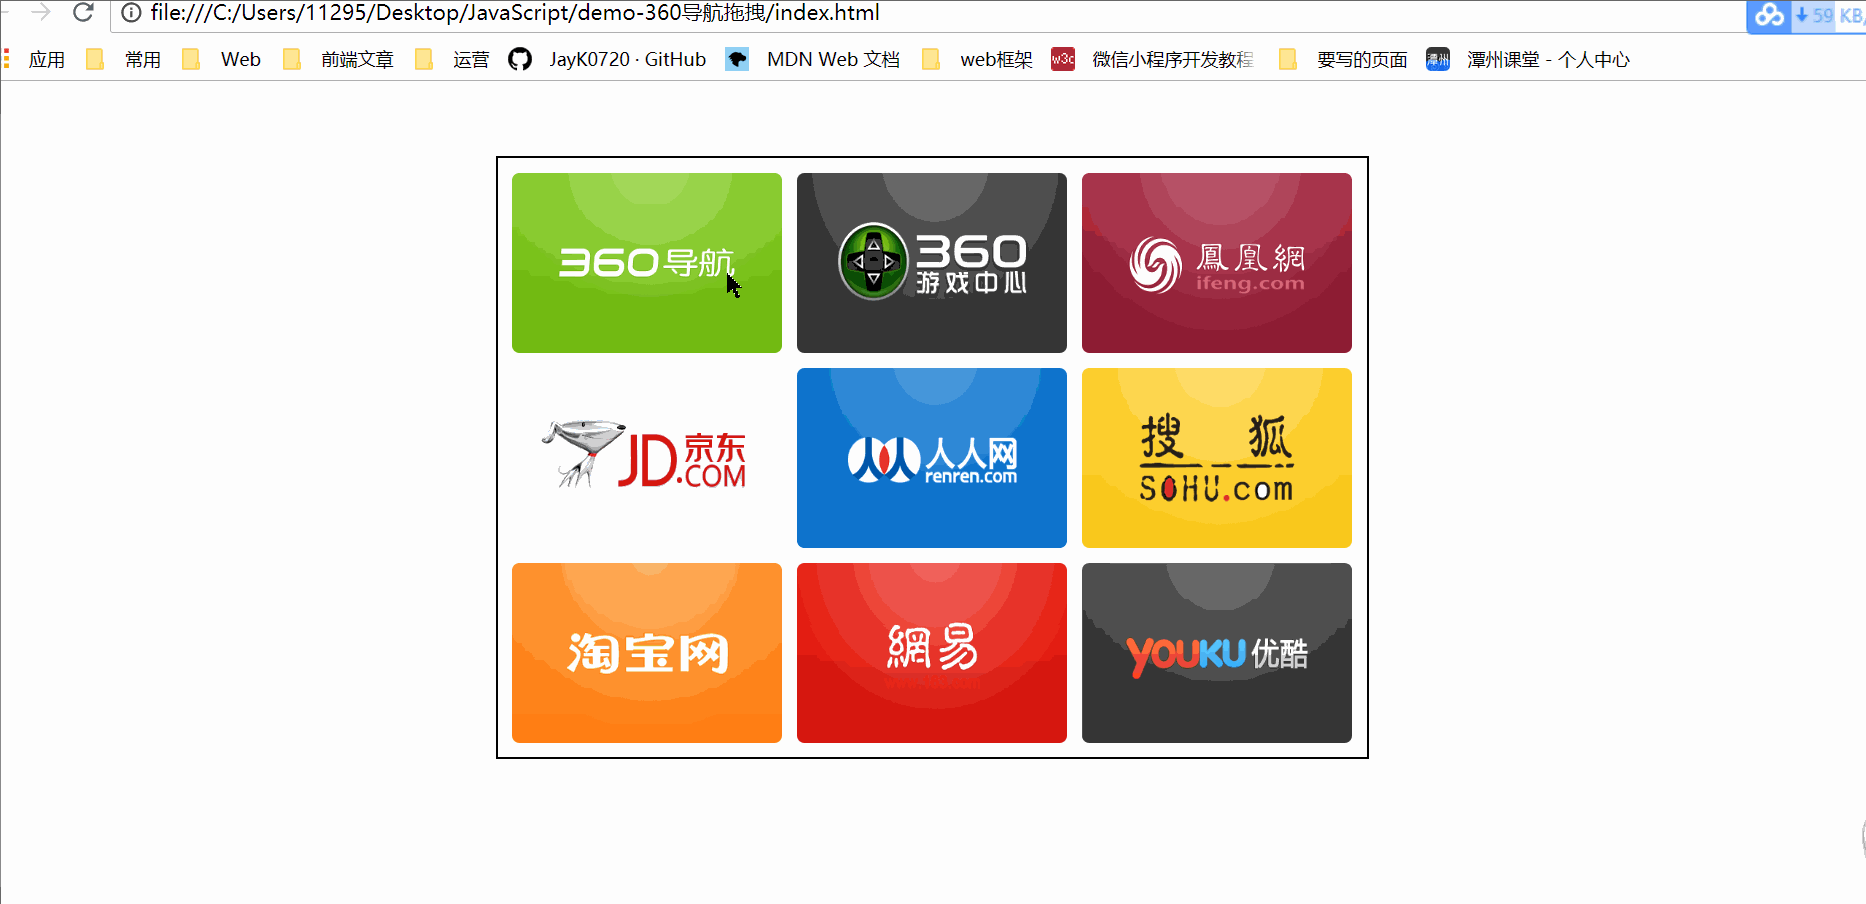 file:///C:/Users/11295/Desktop/JavaScript/demo-360导航拖拽/index.html
59 KB/
应用 常用 Web 前端文章 运营 JayK0720 · GitHub MDN Web 文档 web框架 w3c 微信小程序开发教程 要写的页面 潭州 潭州课堂 - 个人中心
360导航
360
游戏中心
鳳凰網
ifeng.com
JD.京东
.COM
人人网
renren.com
搜狐
SOHU.com
淘宝网
網易
YOUKU 优酷